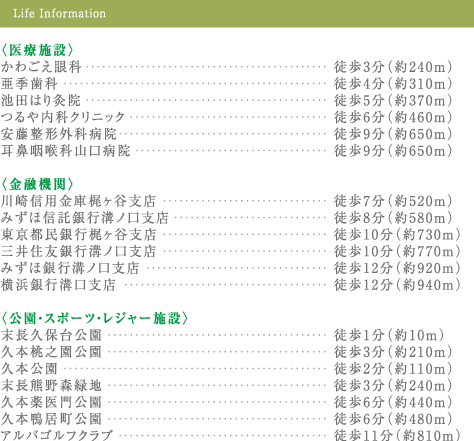 Life Information
〈医療施設〉
かわごえ眼科 ………………………… 徒歩3分(約240m)
亜季歯科 ………………………… 徒歩4分(約310m)
池田はり灸院 ………………………… 徒歩5分(約370m)
つるや内科クリニック ………………………… 徒歩6分(約460m)
安藤整形外科病院 ………………………… 徒歩9分(約650m)
耳鼻咽喉科山口病院 ………………………… 徒歩9分(約650m)
〈金融機関〉
川崎信用金庫梶ヶ谷支店 ………………………… 徒歩7分(約520m)
みずほ信託銀行溝ノ口支店 ………………………… 徒歩8分(約580m)
東京都民銀行梶ヶ谷支店 ………………………… 徒歩10分(約730m)
三井住友銀行溝ノ口支店 ………………………… 徒歩10分(約770m)
みずほ銀行溝ノ口支店 ………………………… 徒歩12分(約920m)
横浜銀行溝口支店 ………………………… 徒歩12分(約940m)
〈公園・スポーツ・レジャー施設〉
末長久保台公園 ………………………… 徒歩1分(約10m)
久本桃之園公園 ………………………… 徒歩3分(約210m)
久本公園 ………………………… 徒歩2分(約110m)
末長熊野森緑地 ………………………… 徒歩3分(約240m)
久本薬医門公園 ………………………… 徒歩6分(約440m)
久本鴨居町公園 ………………………… 徒歩6分(約480m)
アルバゴルフクラブ ………………………… 徒歩11分(約810m)